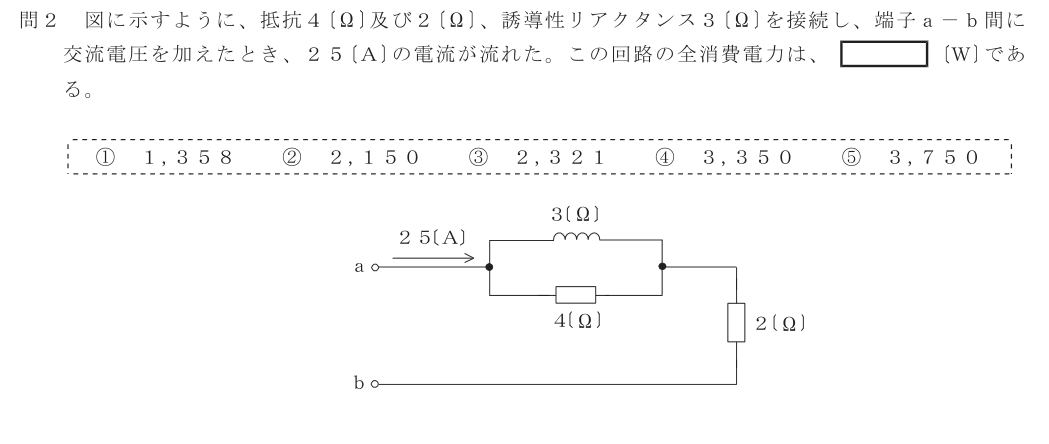 問２　図に示すように、抵抗４〔Ω〕及び２〔Ω〕、誘導性リアクタンス３〔Ω〕を接続し、端子ａ－ｂ間に
交流電圧を加えたとき、２５〔A〕の電流が流れた。この回路の全消費電力は、　　　　〔W〕であ
る。
①　１,３５８　②　２,１５０　③　２,３２１　④　３,３５０　⑤　３,７５０
３〔Ω〕
２５〔A〕
a
４〔Ω〕
２〔Ω〕
b